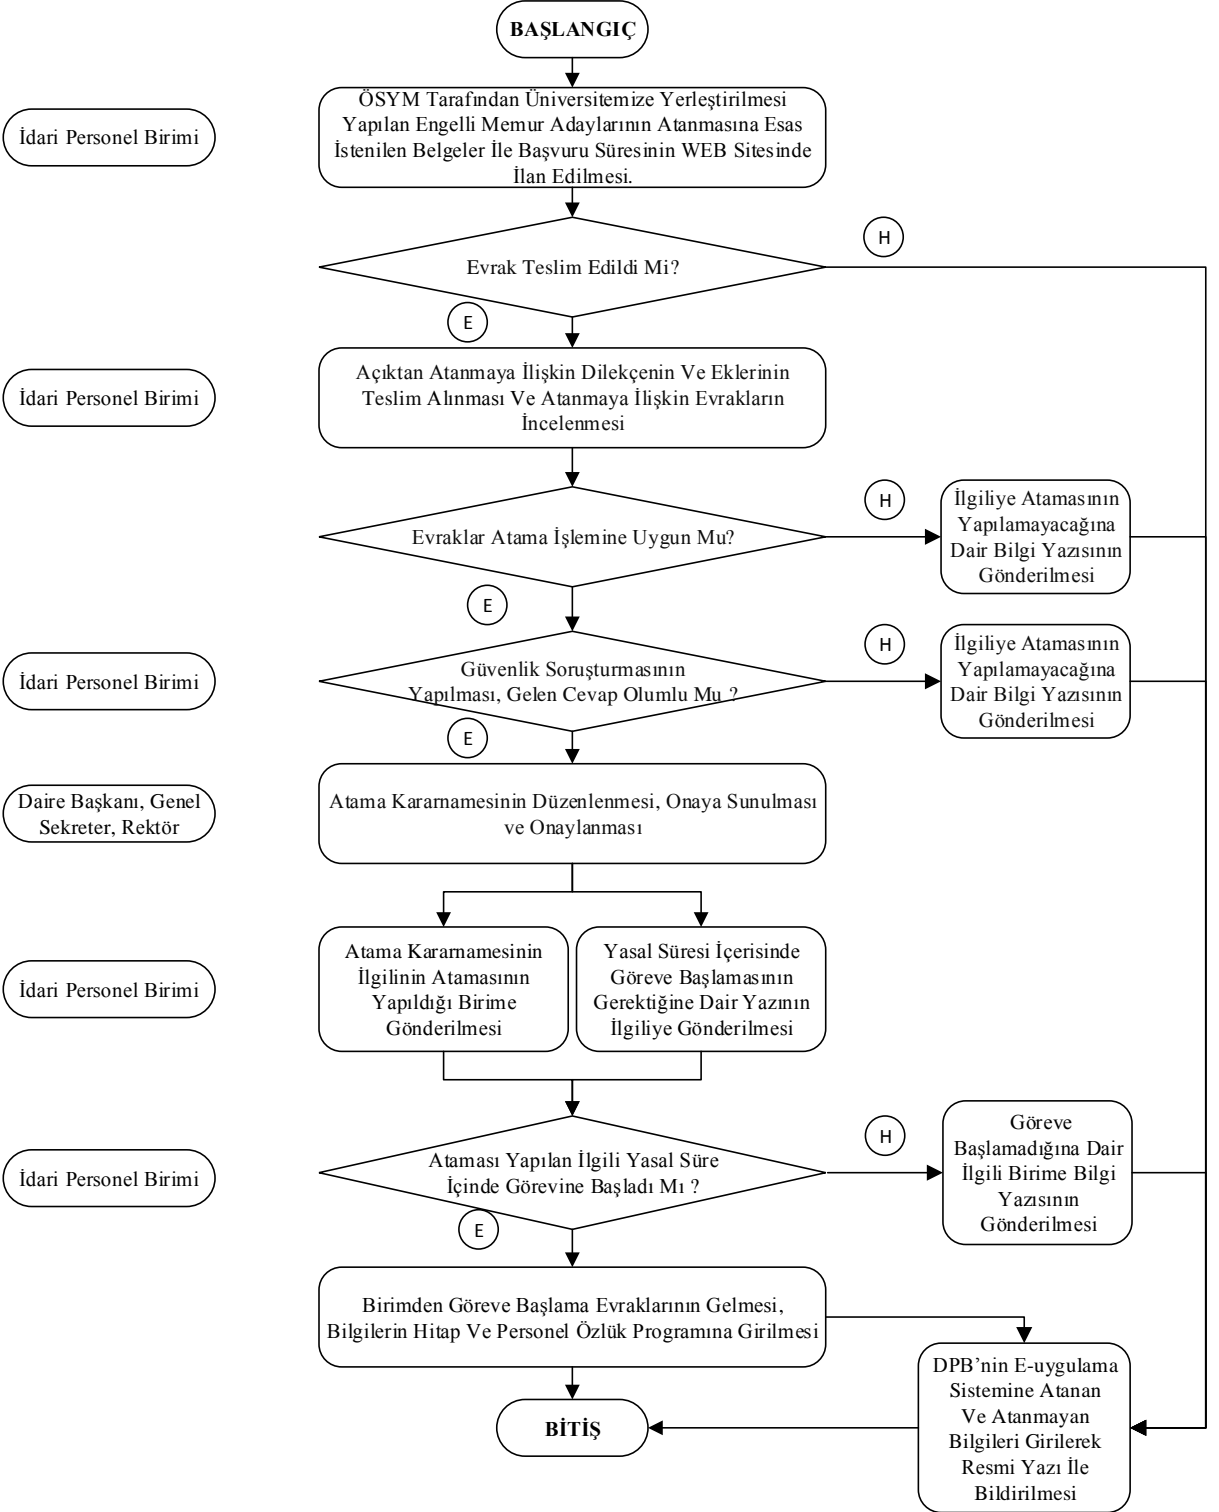 BAŞLANGIÇ
İdari Personel Birimi
ÖSYM Tarafından Üniversitemize Yerleştirilmesi
Yapılan Engelli Memur Adaylarının Atanmasına Esas
İstenilen Belgeler İle Başvuru Süresinin WEB Sitesinde
İlan Edilmesi.
H
Evrak Teslim Edildi Mi?
E
İdari Personel Birimi
Açıktan Atanmaya İlişkin Dilekçenin Ve Eklerinin
Teslim Alınması Ve Atanmaya İlişkin Evrakların
İncelenmesi
H
Evraklar Atama İşlemine Uygun Mu?
İlgiliye Atamasının
Yapılamayacağına
Dair Bilgi Yazısının
Gönderilmesi
E
İdari Personel Birimi
Güvenlik Soruşturmasının
Yapılması, Gelen Cevap Olumlu Mu ?
H
İlgiliye Atamasının
Yapılamayacağına
Dair Bilgi Yazısının
Gönderilmesi
E
Daire Başkanı, Genel
Sekreter, Rektör
Atama Kararnamesinin Düzenlenmesi, Onaya Sunulması
ve Onaylanması
İdari Personel Birimi
Atama Kararnamesinin
İlgilinin Atamasının
Yapıldığı Birime
Gönderilmesi
Yasal Süresi İçerisinde
Göreve Başlamasının
Gerektiğine Dair Yazının
İlgiliye Gönderilmesi
İdari Personel Birimi
Ataması Yapılan İlgili Yasal Süre
İçinde Görevine Başladı Mı ?
H
Göreve
Başlamadığına Dair
İlgili Birime Bilgi
Yazısının
Gönderilmesi
E
Birimden Göreve Başlama Evraklarının Gelmesi,
Bilgilerin Hitap Ve Personel Özlük Programına Girilmesi
DPB’nin E-uygulama
Sistemine Atanan
Ve Atanmayan
Bilgileri Girilerek
Resmi Yazı İle
Bildirilmesi
BİTİŞ